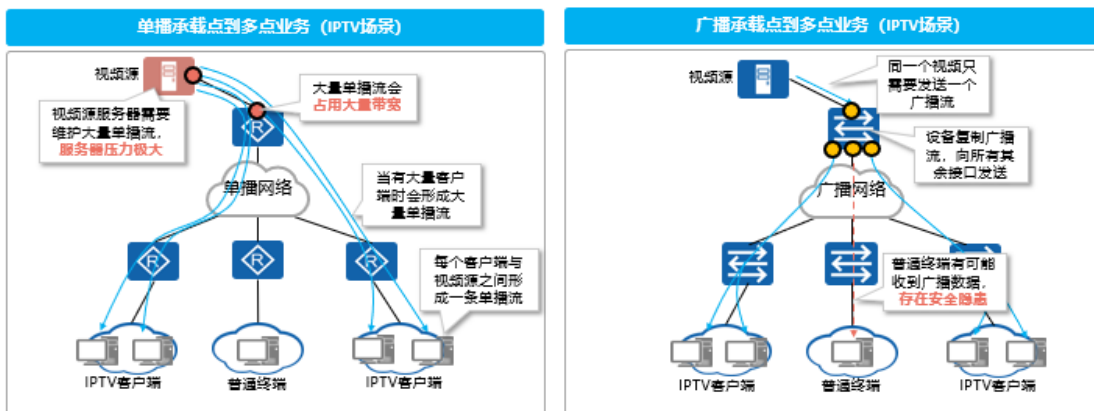 单播承载点到多点业务（IPTV场景）
视频源
大量单播流会
占用大量带宽
视频源服务器需要
维护大量单播流，
服务器压力极大
R
单播网络
当有大量客户
端时会形成大
量单播流
R
R
R
每个客户端与
视频源之间形
成一条单播流
IPTV客户端
普通终端
IPTV客户端
广播承载点到多点业务（IPTV场景）
视频源
同一个视频只
需要发送一个
广播流
设备复制广播
流，向所有其
余接口发送
广播网络
普通终端有可能
收到广播数据，
存在安全隐患
IPTV客户端
普通终端
IPTV客户端